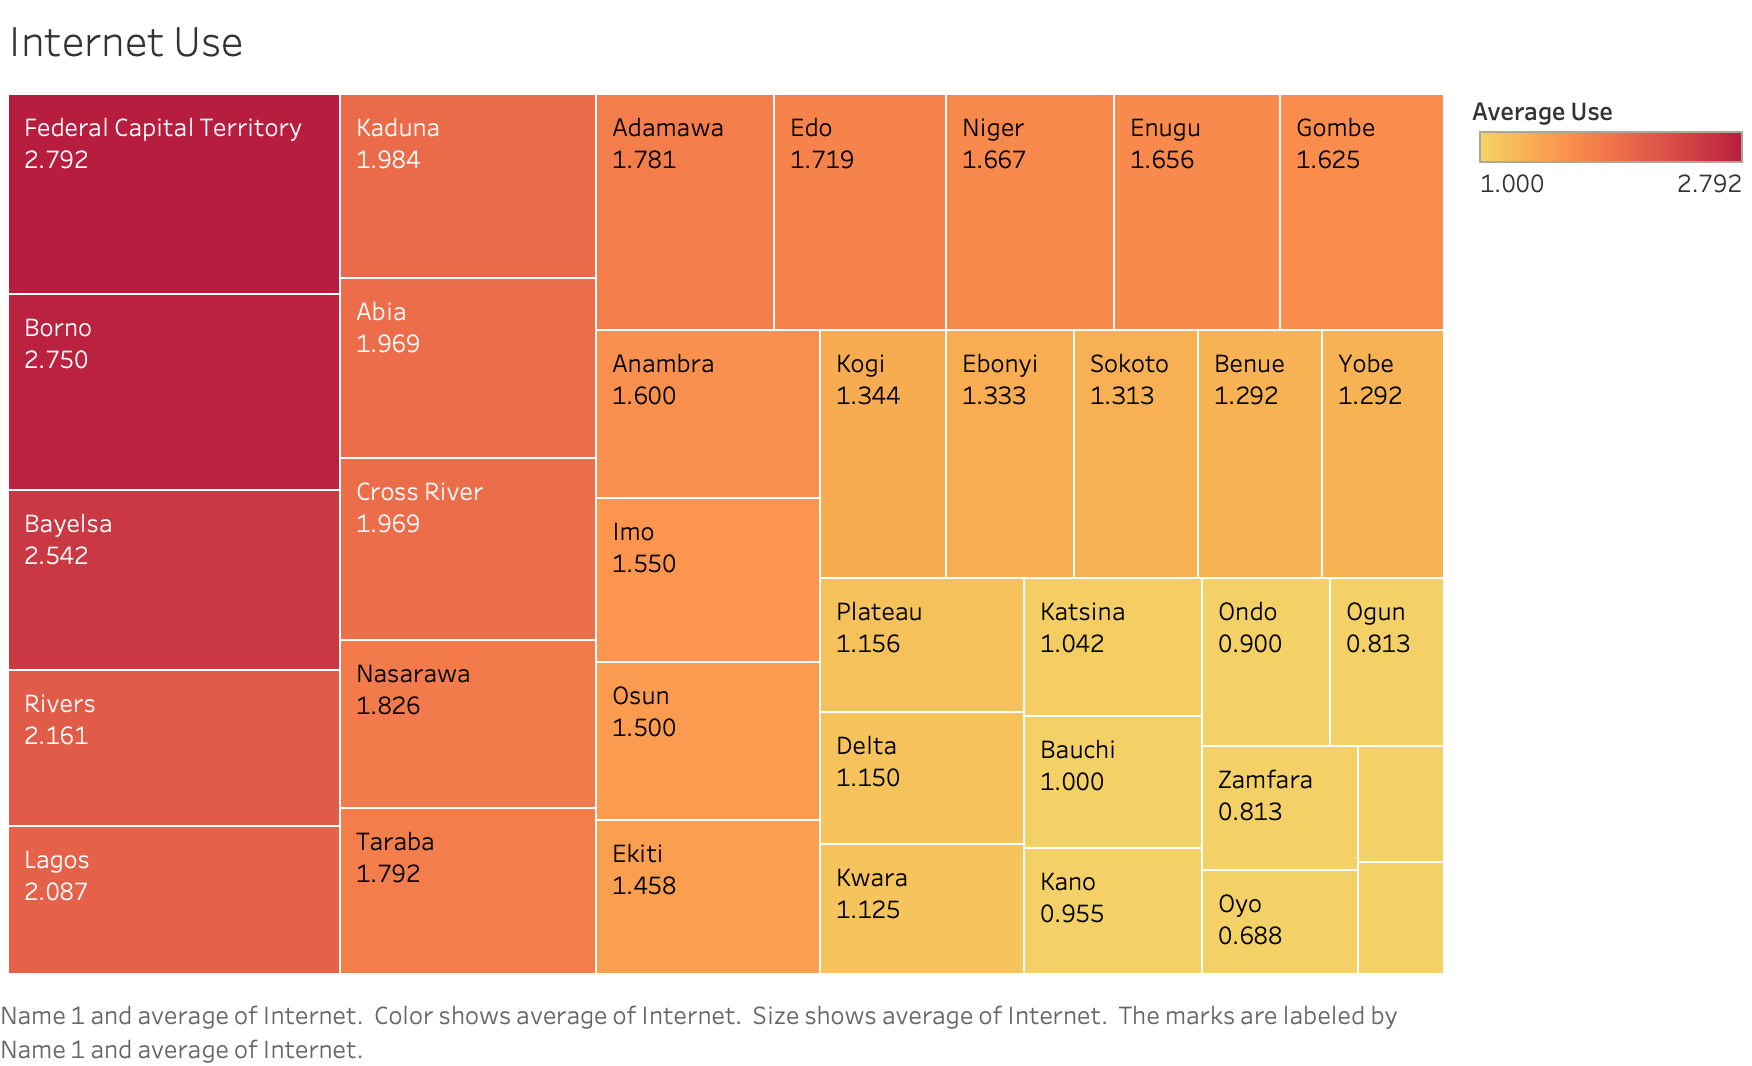 Internet Use
Federal Capital Territory
2.792
Borno
2.750
Bayelsa
2.542
Rivers
2.161
Lagos
2.087
Kaduna
1.984
Abia
1.969
Cross River
1.969
Nasarawa
1.826
Taraba
1.792
Adamawa
1.781
Edo
1.719
Niger
1.667
Enugu
1.656
Gombe
1.625
Anambra
1.600
Imo
1.550
Osun
1.500
Ekiti
1.458
Kogi
1.344
Ebonyi
1.333
Sokoto
1.313
Benue
1.292
Yobe
1.292
Plateau
1.156
Delta
1.150
Kwara
1.125
Katsina
1.042
Bauchi
1.000
Kano
0.955
Ondo
0.900
Ogun
0.813
Zamfara
0.813
Oyo
0.688
Average Use
1.000 2.792
Name 1 and average of Internet.  Color shows average of Internet.  Size shows average of Internet.  The marks are labeled by
Name 1 and average of Internet.